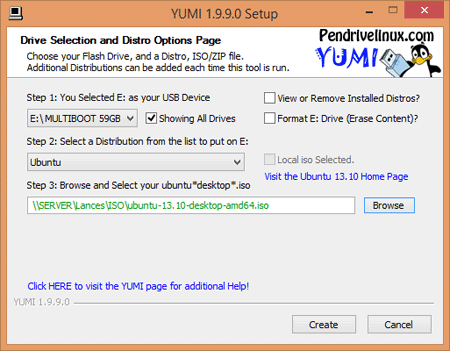 YUMI 1.9.9.0 Setup
Drive Selection and Distro Options Page
Choose your Flash Drive, and a Distro, ISO/ZIP file.
Additional Distributions can be added each time this tool is run.
Pendrivelinux.com
YUMI
Step 1: You Selected E: as your USB Device
E:\ MULTIBOOT 59GB
Showing All Drives
View or Remove Installed Distros?
Format E: Drive (Erase Content)?
Step 2: Select a Distribution from the list to put on E:
Ubuntu
Local iso Selected.
Visit the Ubuntu 13.10 Home Page
Step 3: Browse and Select your ubuntu*desktop*.iso
\\SERVER\Lances\ISO\ubuntu-13.10-desktop-amd64.iso
Browse
Click HERE to visit the YUMI page for additional Help!
YUMI 1.9.9.0
Create
Cancel